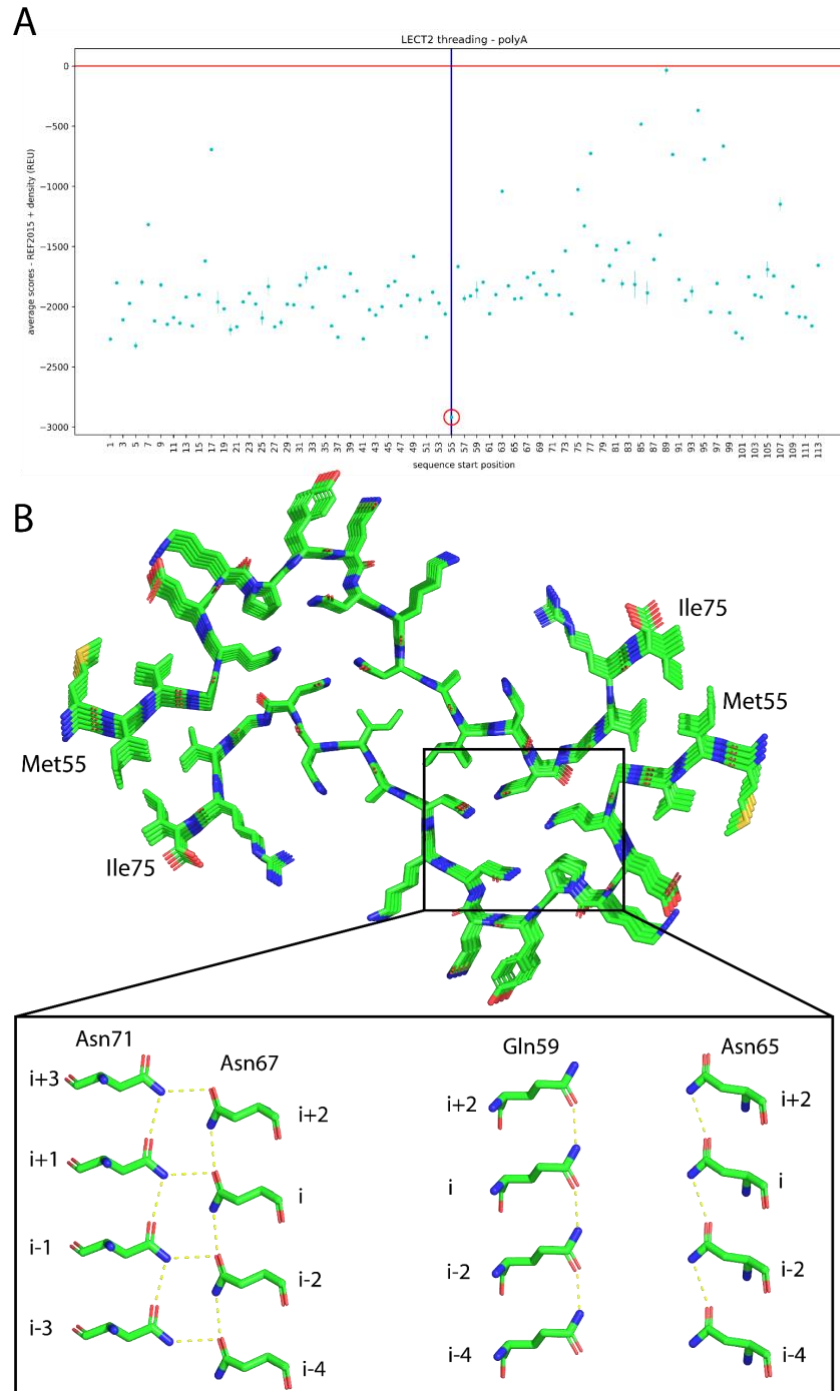 A
LECT2 threading - polyA
average scores - REF2015 + density (REU)
0
−500
−1000
−1500
−2000
−2500
−3000
1 3 5 7 9 11 13 15 17 19 21 23 25 27 29 31 33 35 37 39 41 43 45 47 49 51 53 55 57 59 61 63 65 67 69 71 73 75 77 79 81 83 85 87 89 91 93 95 97 99 101 103 105 107 109 111 113
sequence start position
B
Ile75
Met55
Met55
Ile75
Asn71 Asn67 Gln59 Asn65
i+3 i+2 i+2 i+2
i+1 i i i
i-1 i-2 i-2 i-2
i-3 i-4 i-4 i-4